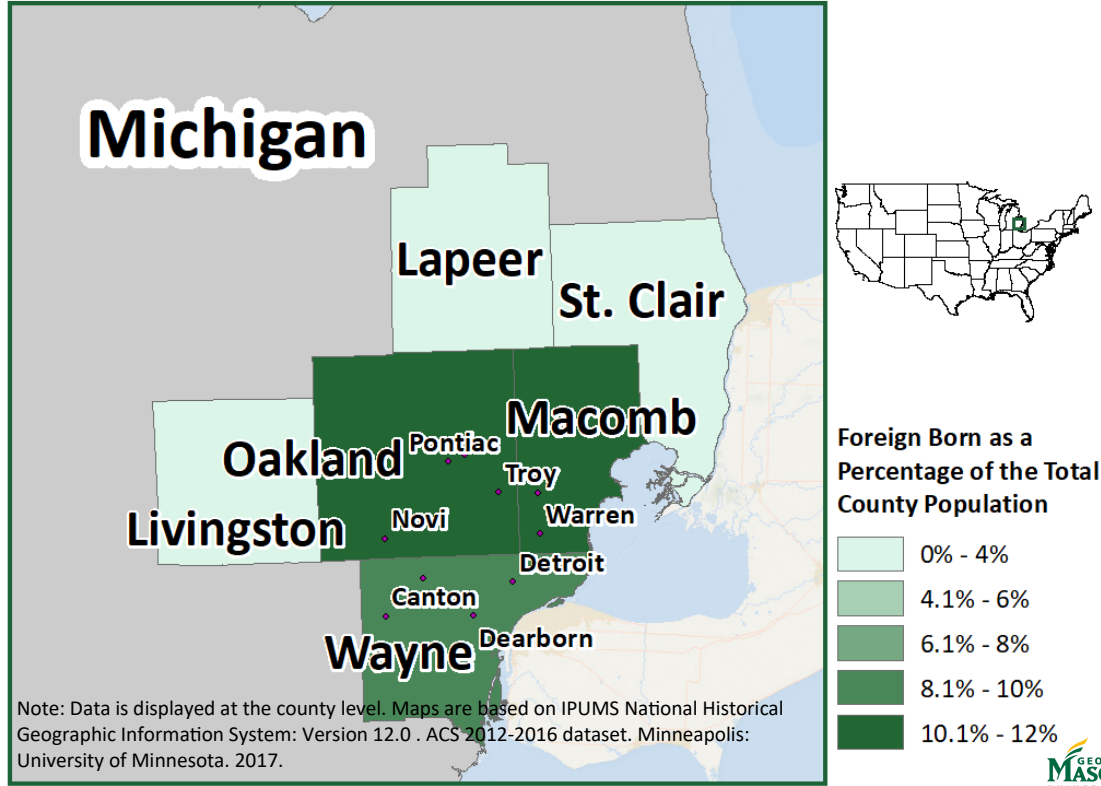 Michigan
Lapeer
St. Clair
Macomb
Oakland
Pontiac
Troy
Livingston
Novi
Warren
Detroit
Canton
Wayne
Dearborn
Note: Data is displayed at the county level. Maps are based on IPUMS National Historical
Geographic Information System: Version 12.0 . ACS 2012-2016 dataset. Minneapolis:
University of Minnesota. 2017.
Foreign Born as a
Percentage of the Total
County Population
0% - 4%
4.1% - 6%
6.1% - 8%
8.1% - 10%
10.1% - 12%